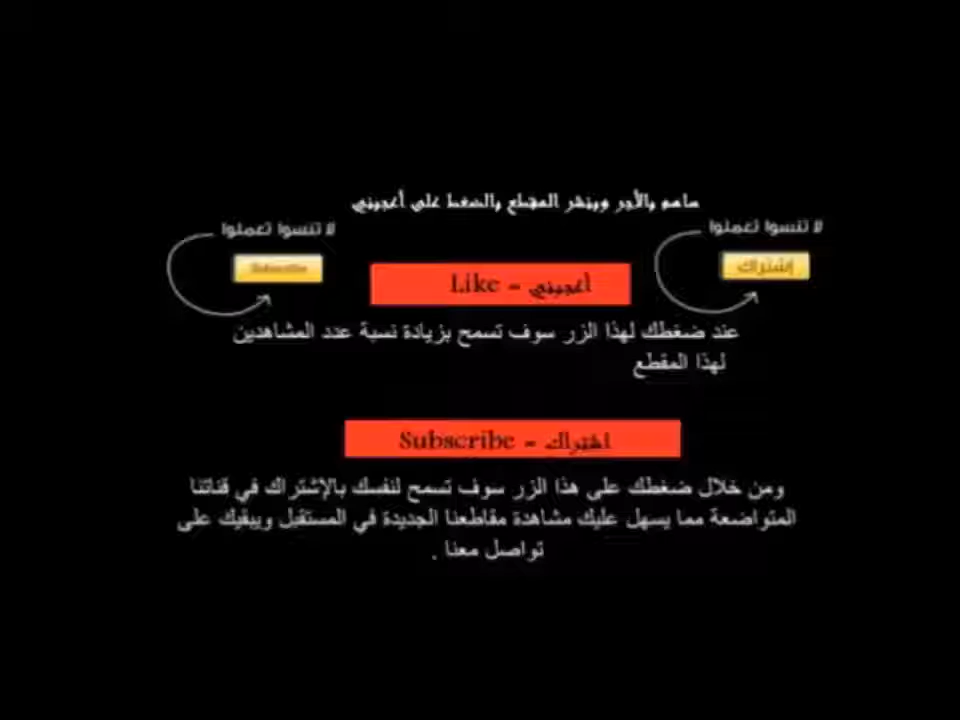 ساهم بالأجر وبنشر المقطع بالضغط على أعجبني
لا تنسوا تعملوا
إشتراك
لا تنسوا تعملوا
Subscribe
أعجبني = Like
عند ضغطك لهذا الزر سوف تسمح بزيادة نسبة عدد المشاهدين
لهذا المقطع
اشتراك = Subscribe
ومن خلال ضغطك على هذا الزر سوف تسمح لنفسك بالإشتراك في قناتنا
المتواضعة مما يسهل عليك مشاهدة مقاطعنا الجديدة في المستقبل ويبقيك على
تواصل معنا .